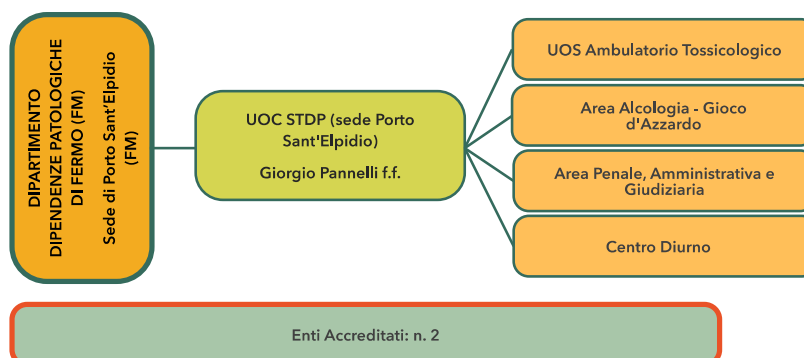 DIPARTIMENTO
DIPENDENZE PATOLOGICHE
DI FERMO (FM)
Sede di Porto Sant'Elpidio
(FM)
UOC STDP (sede Porto
Sant'Elpidio)
Giorgio Pannelli f.f.
UOS Ambulatorio Tossicologico
Area Alcologia - Gioco
d'Azzardo
Area Penale, Amministrativa e
Giudiziaria
Centro Diurno
Enti Accreditati: n. 2